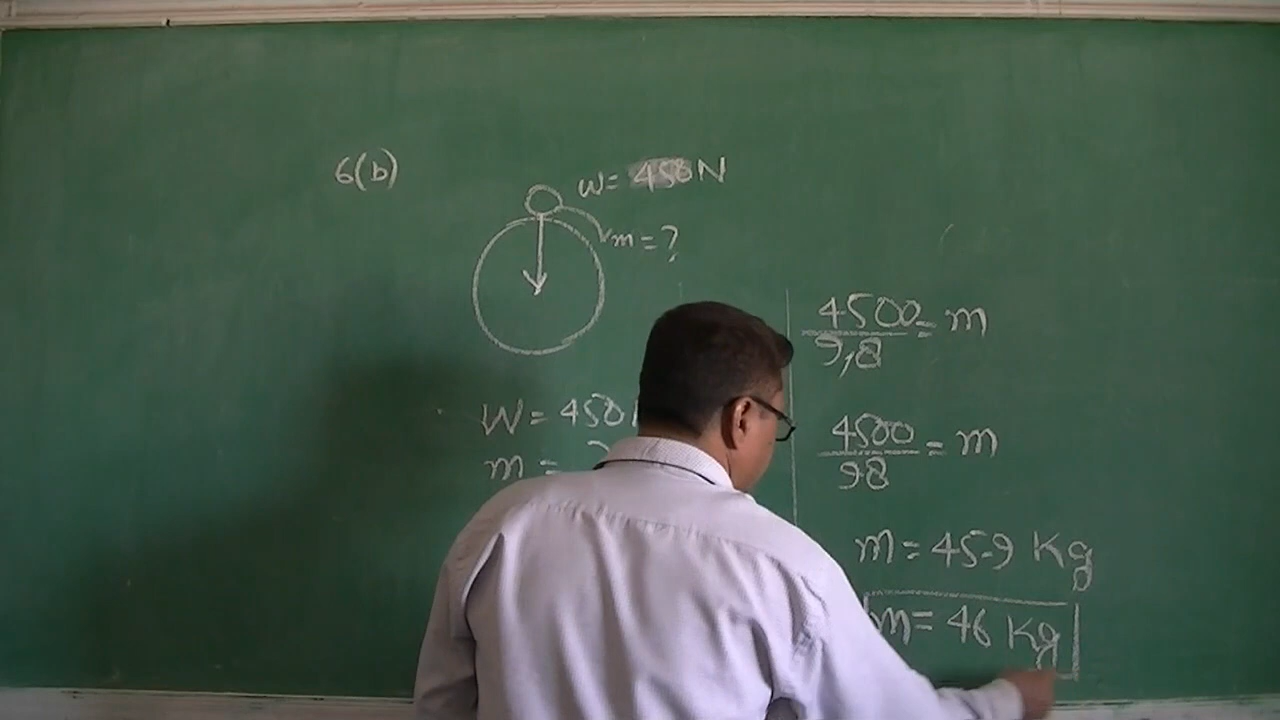 6(b)
W = 450N
m = ?
W = 450
m =
4500/9,8 = m
4500/98 = m
m = 45.9 Kg
m = 46 Kg